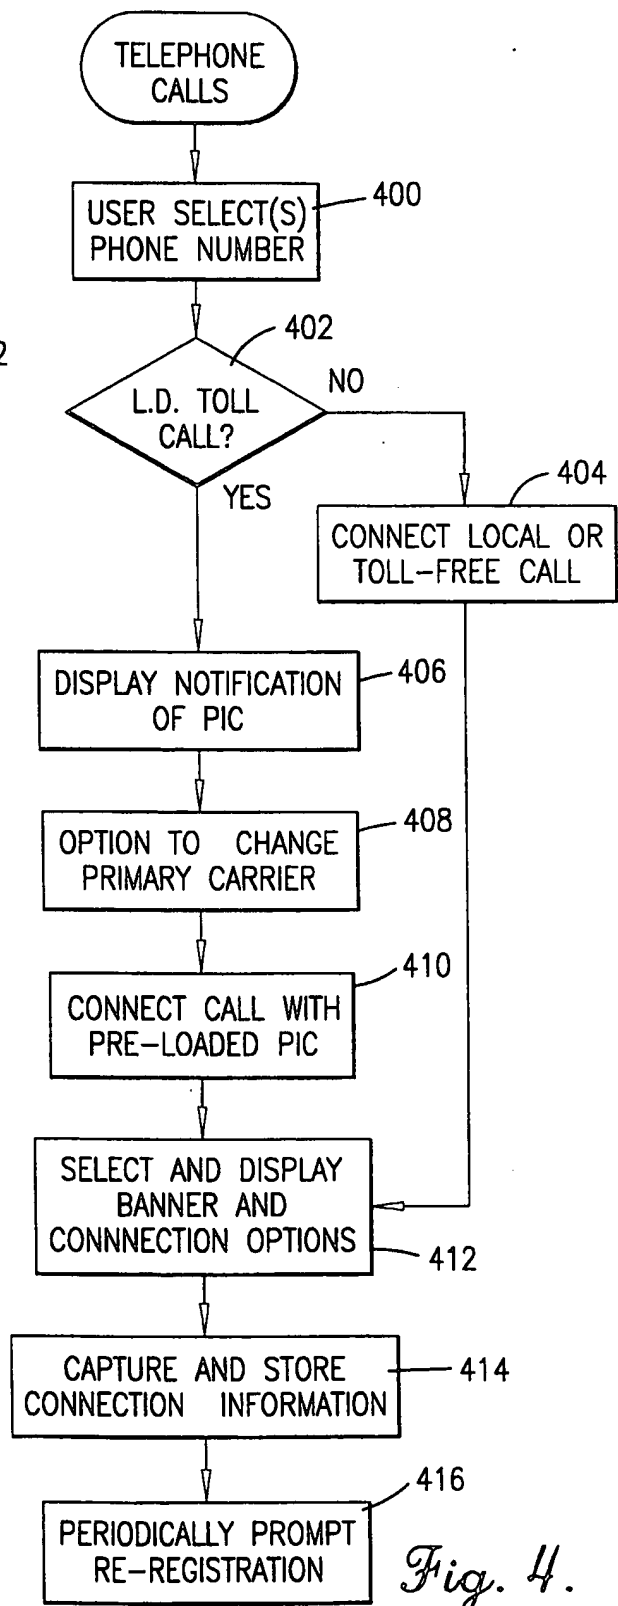 TELEPHONE
CALLS
USER SELECT(S)
PHONE NUMBER
400
2
402
L.D. TOLL
CALL?
NO
YES
404
CONNECT LOCAL OR
TOLL-FREE CALL
DISPLAY NOTIFICATION
OF PIC
406
OPTION TO CHANGE
PRIMARY CARRIER
408
CONNECT CALL WITH
PRE-LOADED PIC
410
SELECT AND DISPLAY
BANNER AND
CONNNECTION OPTIONS
412
CAPTURE AND STORE
CONNECTION INFORMATION
414
PERIODICALLY PROMPT
RE-REGISTRATION
416
Fig. 4.